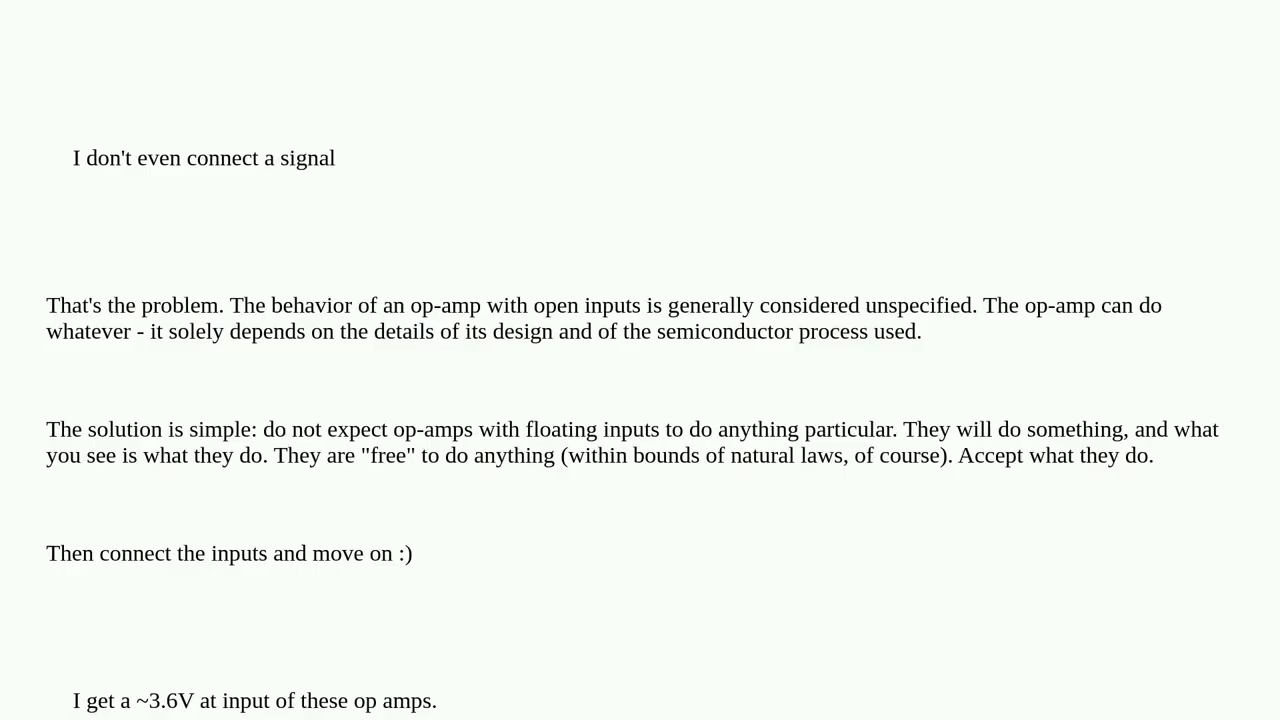 I don't even connect a signal
That's the problem. The behavior of an op-amp with open inputs is generally considered unspecified. The op-amp can do
whatever - it solely depends on the details of its design and of the semiconductor process used.
The solution is simple: do not expect op-amps with floating inputs to do anything particular. They will do something, and what
you see is what they do. They are "free" to do anything (within bounds of natural laws, of course). Accept what they do.
Then connect the inputs and move on :)
I get a ~3.6V at input of these op amps.